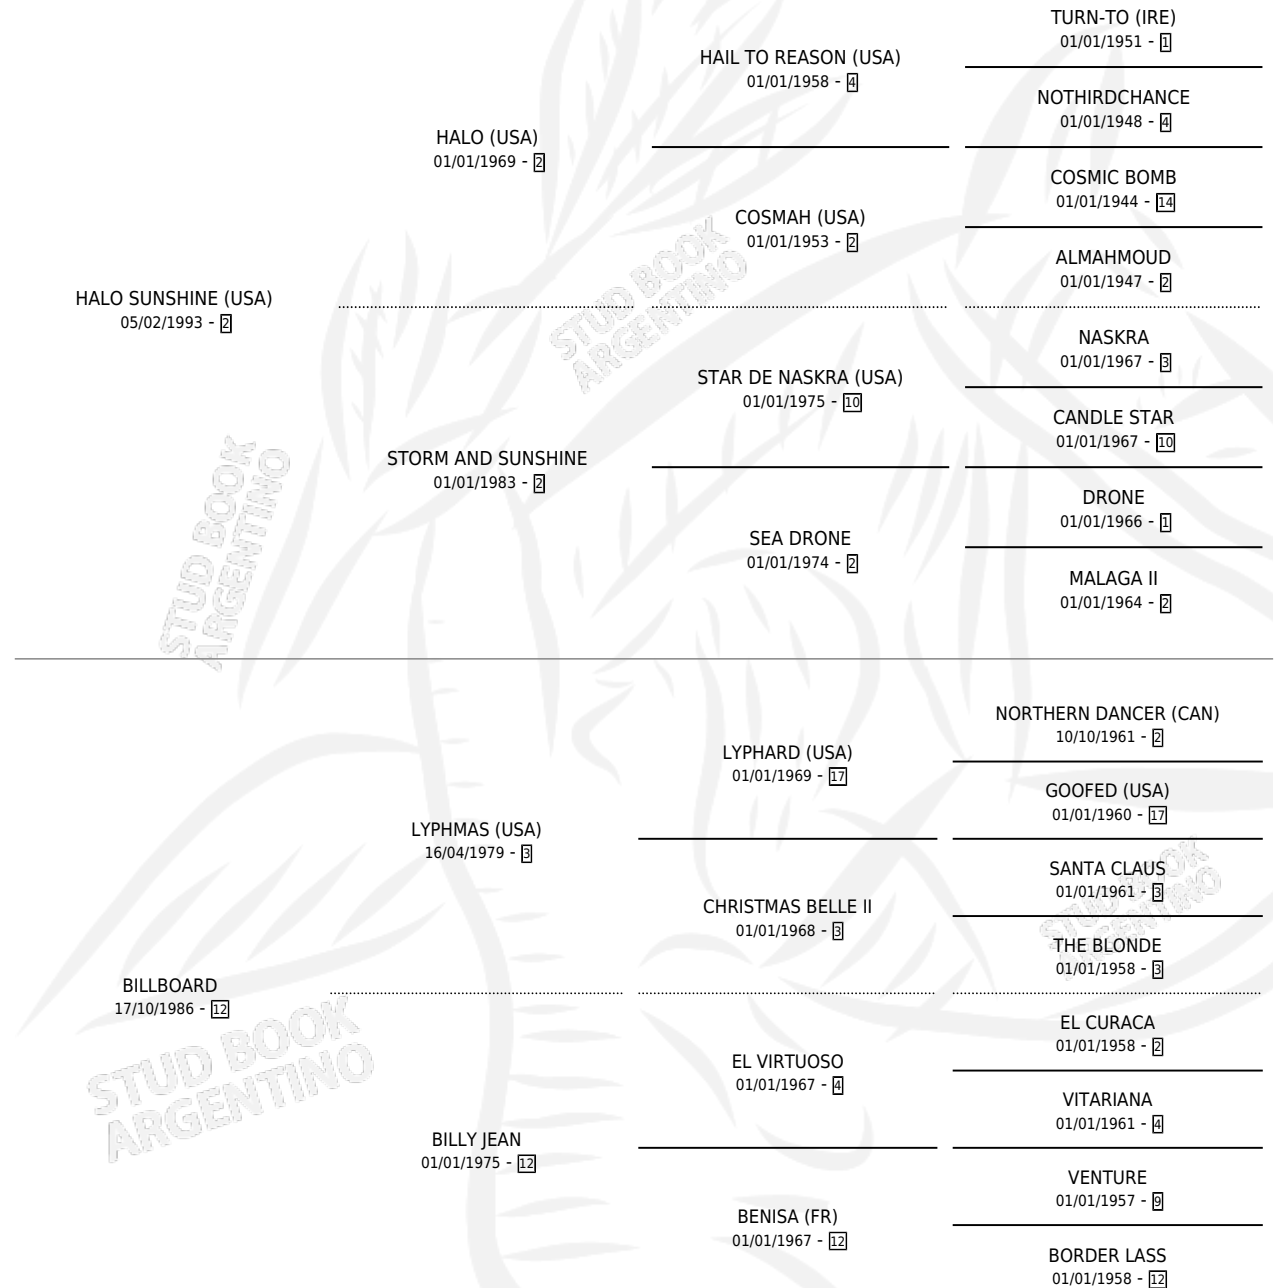 TURN-TO (IRE)
01/01/1951 - 1
HAIL TO REASON (USA)
01/01/1958 - 4
NOTHIRDCHANCE
01/01/1948 - 4
HALO (USA)
01/01/1969 - 2
COSMIC BOMB
01/01/1944 - 14
COSMAH (USA)
01/01/1953 - 2
ALMAHMOUD
01/01/1947 - 2
HALO SUNSHINE (USA)
05/02/1993 - 2
STUD BOOK
ARGENTINO
NASKRA
01/01/1967 - 3
STAR DE NASKRA (USA)
01/01/1975 - 10
CANDLE STAR
01/01/1967 - 10
STORM AND SUNSHINE
01/01/1983 - 2
DRONE
01/01/1966 - 1
SEA DRONE
01/01/1974 - 2
MALAGA II
01/01/1964 - 2
STUD BOOK
ARGENTINO
NORTHERN DANCER (CAN)
10/10/1961 - 2
LYPHARD (USA)
01/01/1969 - 17
GOOFED (USA)
01/01/1960 - 17
LYPHMAS (USA)
16/04/1979 - 3
SANTA CLAUS
01/01/1961 - 3
CHRISTMAS BELLE II
01/01/1968 - 3
STUD BOOK
ARGENTINO
THE BLONDE
01/01/1958 - 3
BILLBOARD
17/10/1986 - 12
EL CURACA
01/01/1958 - 2
EL VIRTUOSO
01/01/1967 - 4
STUD BOOK
ARGENTINO
VITARIANA
01/01/1961 - 4
BILLY JEAN
01/01/1975 - 12
VENTURE
01/01/1957 - 9
BENISA (FR)
01/01/1967 - 12
BORDER LASS
01/01/1958 - 12